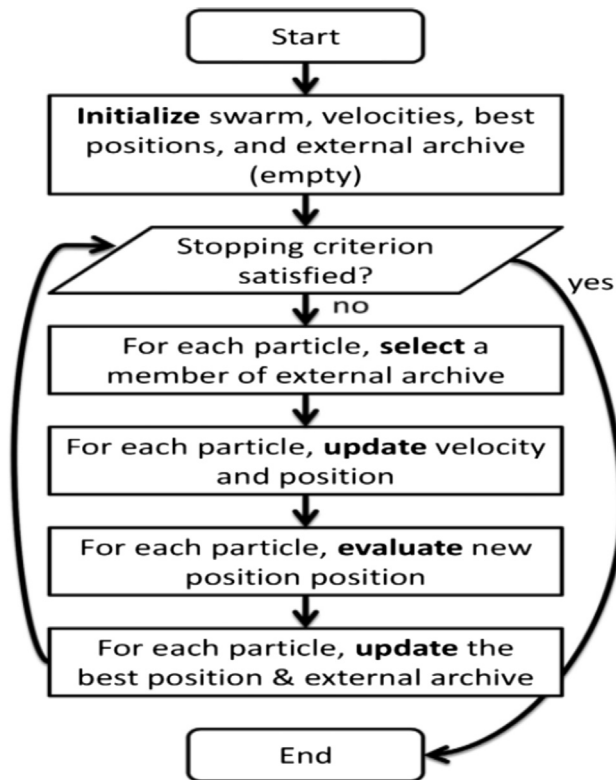 Start
Initialize swarm, velocities, best
positions, and external archive
(empty)
Stopping criterion
satisfied?
yes
no
For each particle, select a
member of external archive
For each particle, update velocity
and position
For each particle, evaluate new
position position
For each particle, update the
best position & external archive
End